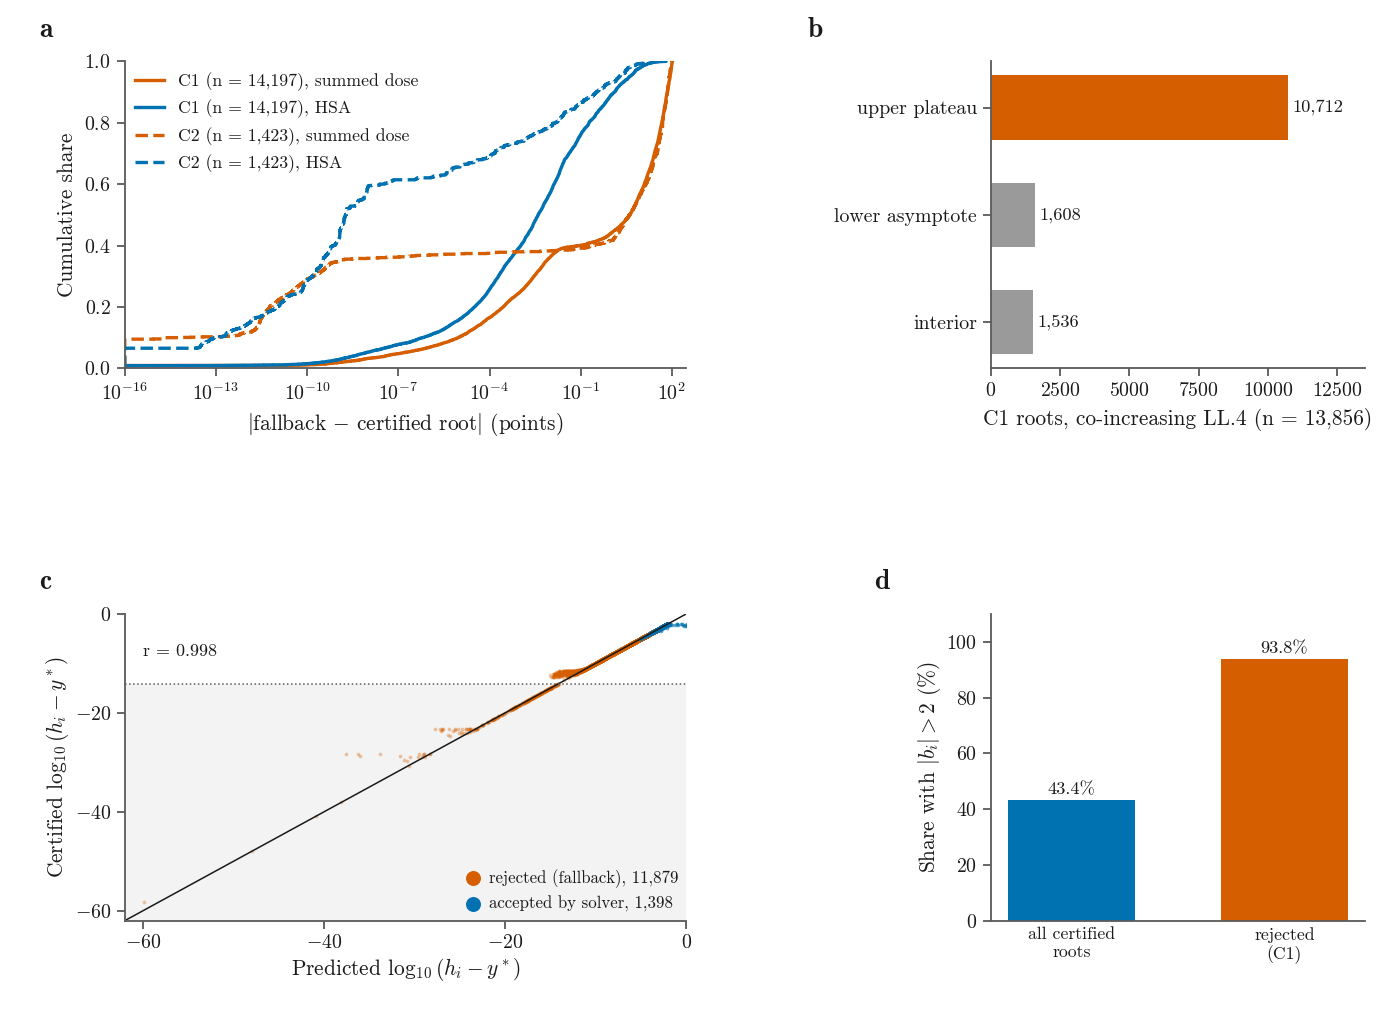 a
1.0
0.8
0.6
0.4
0.2
0.0
Cumulative share
C1 (n = 14,197), summed dose
C1 (n = 14,197), HSA
C2 (n = 1,423), summed dose
C2 (n = 1,423), HSA
10⁻¹⁶ 10⁻¹³ 10⁻¹⁰ 10⁻⁷ 10⁻⁴ 10⁻¹ 10²
|fallback − certified root| (points)
b
upper plateau
10,712
lower asymptote
1,608
interior
1,536
0 2500 5000 7500 10000 12500
C1 roots, co-increasing LL.4 (n = 13,856)
c
0
−20
−40
−60
Certified log₁₀ (hᵢ − y*)
r = 0.998
rejected (fallback), 11,879
accepted by solver, 1,398
−60 −40 −20 0
Predicted log₁₀ (hᵢ − y*)
d
100
80
60
40
20
0
Share with |bᵢ| > 2 (%)
43.4%
93.8%
all certified
roots
rejected
(C1)